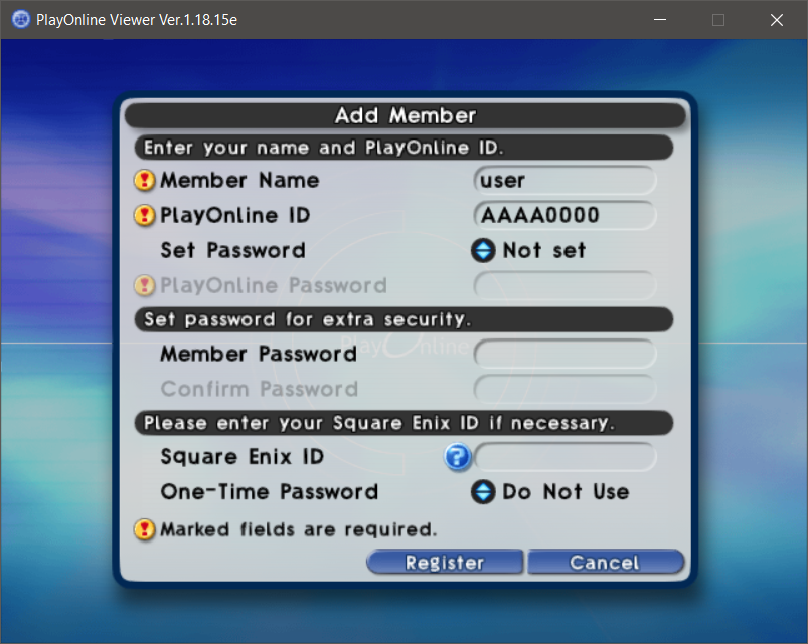 PlayOnline Viewer Ver.1.18.15e
Add Member
Enter your name and PlayOnline ID.
Member Name user
PlayOnline ID AAAA0000
Set Password Not set
PlayOnline Password
Set password for extra security.
PlayOnline
Member Password
Confirm Password
Please enter your Square Enix ID if necessary.
Square Enix ID ?
One-Time Password Do Not Use
! Marked fields are required.
Register Cancel